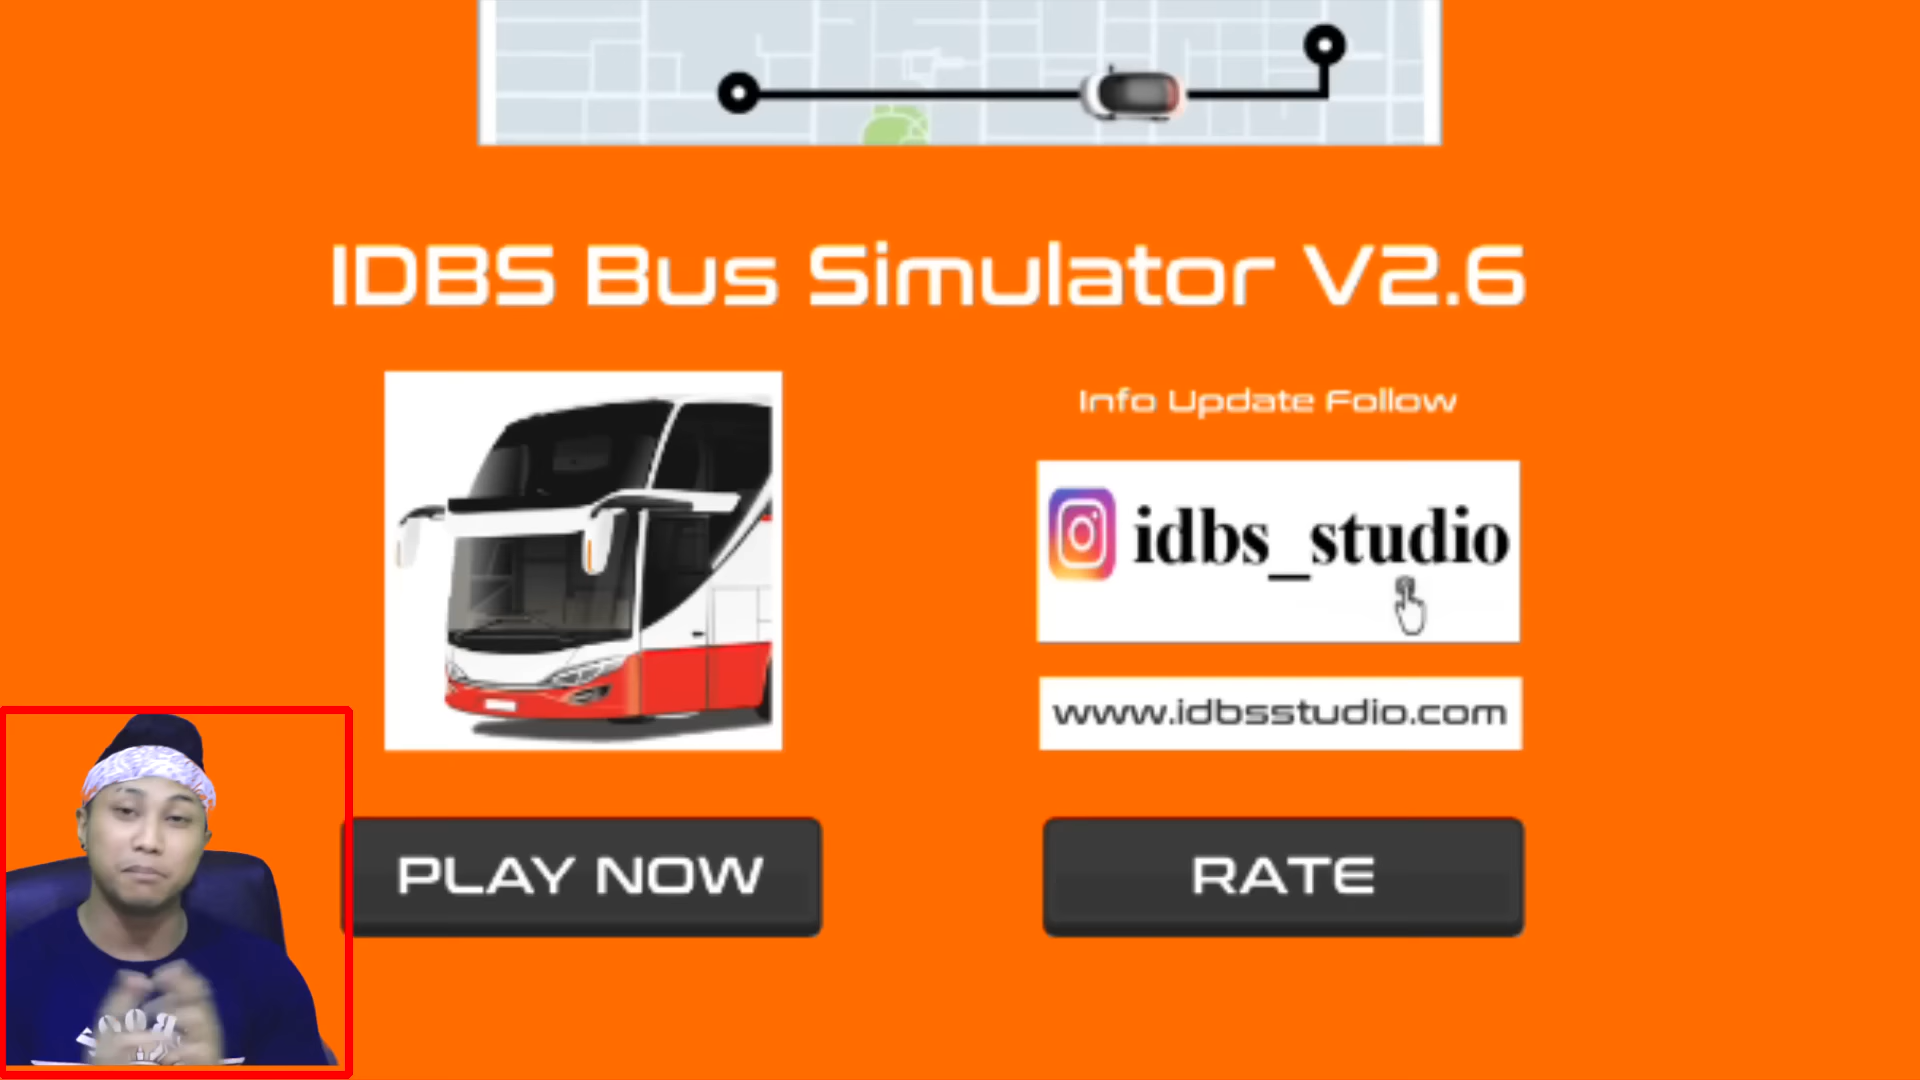 IDBS Bus Simulator V2.6
Info Update Follow
idbs_studio
www.idbsstudio.com
PLAY NOW
RATE